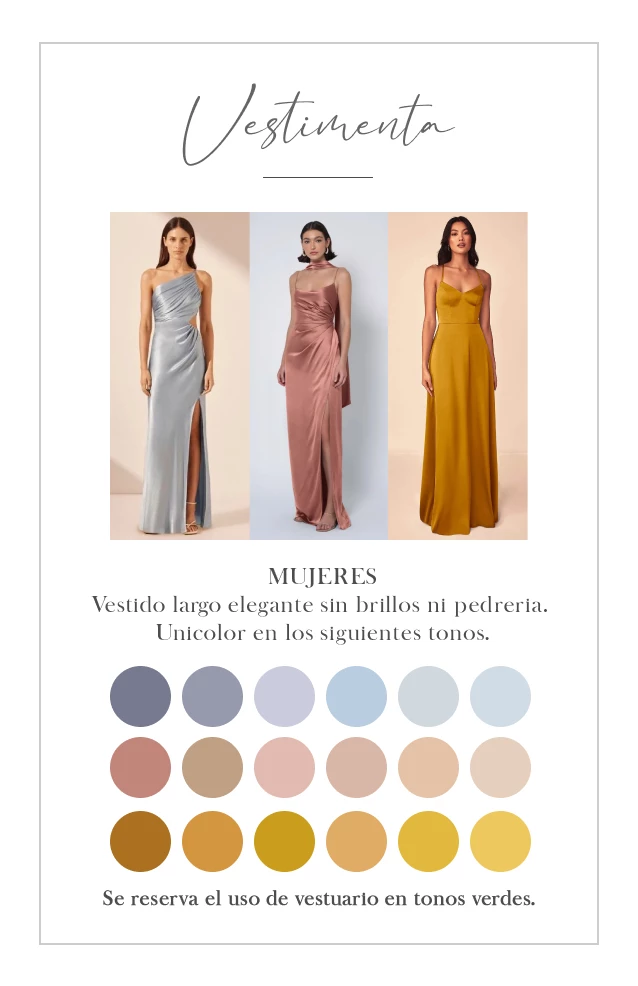 Vestimenta
MUJERES
Vestido largo elegante sin brillos ni pedreria.
Unicolor en los siguientes tonos.
Se reserva el uso de vestuario en tonos verdes.